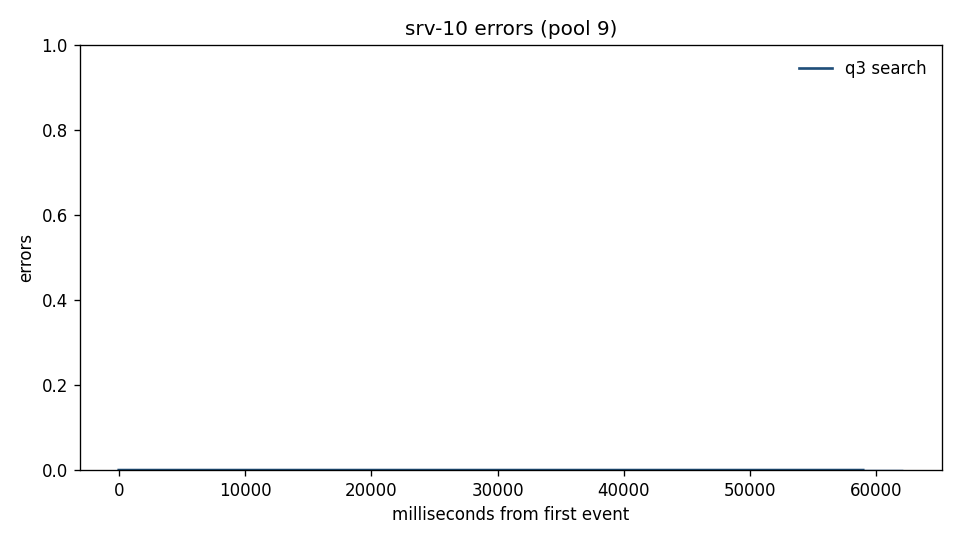 srv-10 errors (pool 9)
1.0
q3 search
0.8
0.6
errors
0.4
0.2
0.0
0 10000 20000 30000 40000 50000 60000
milliseconds from first event